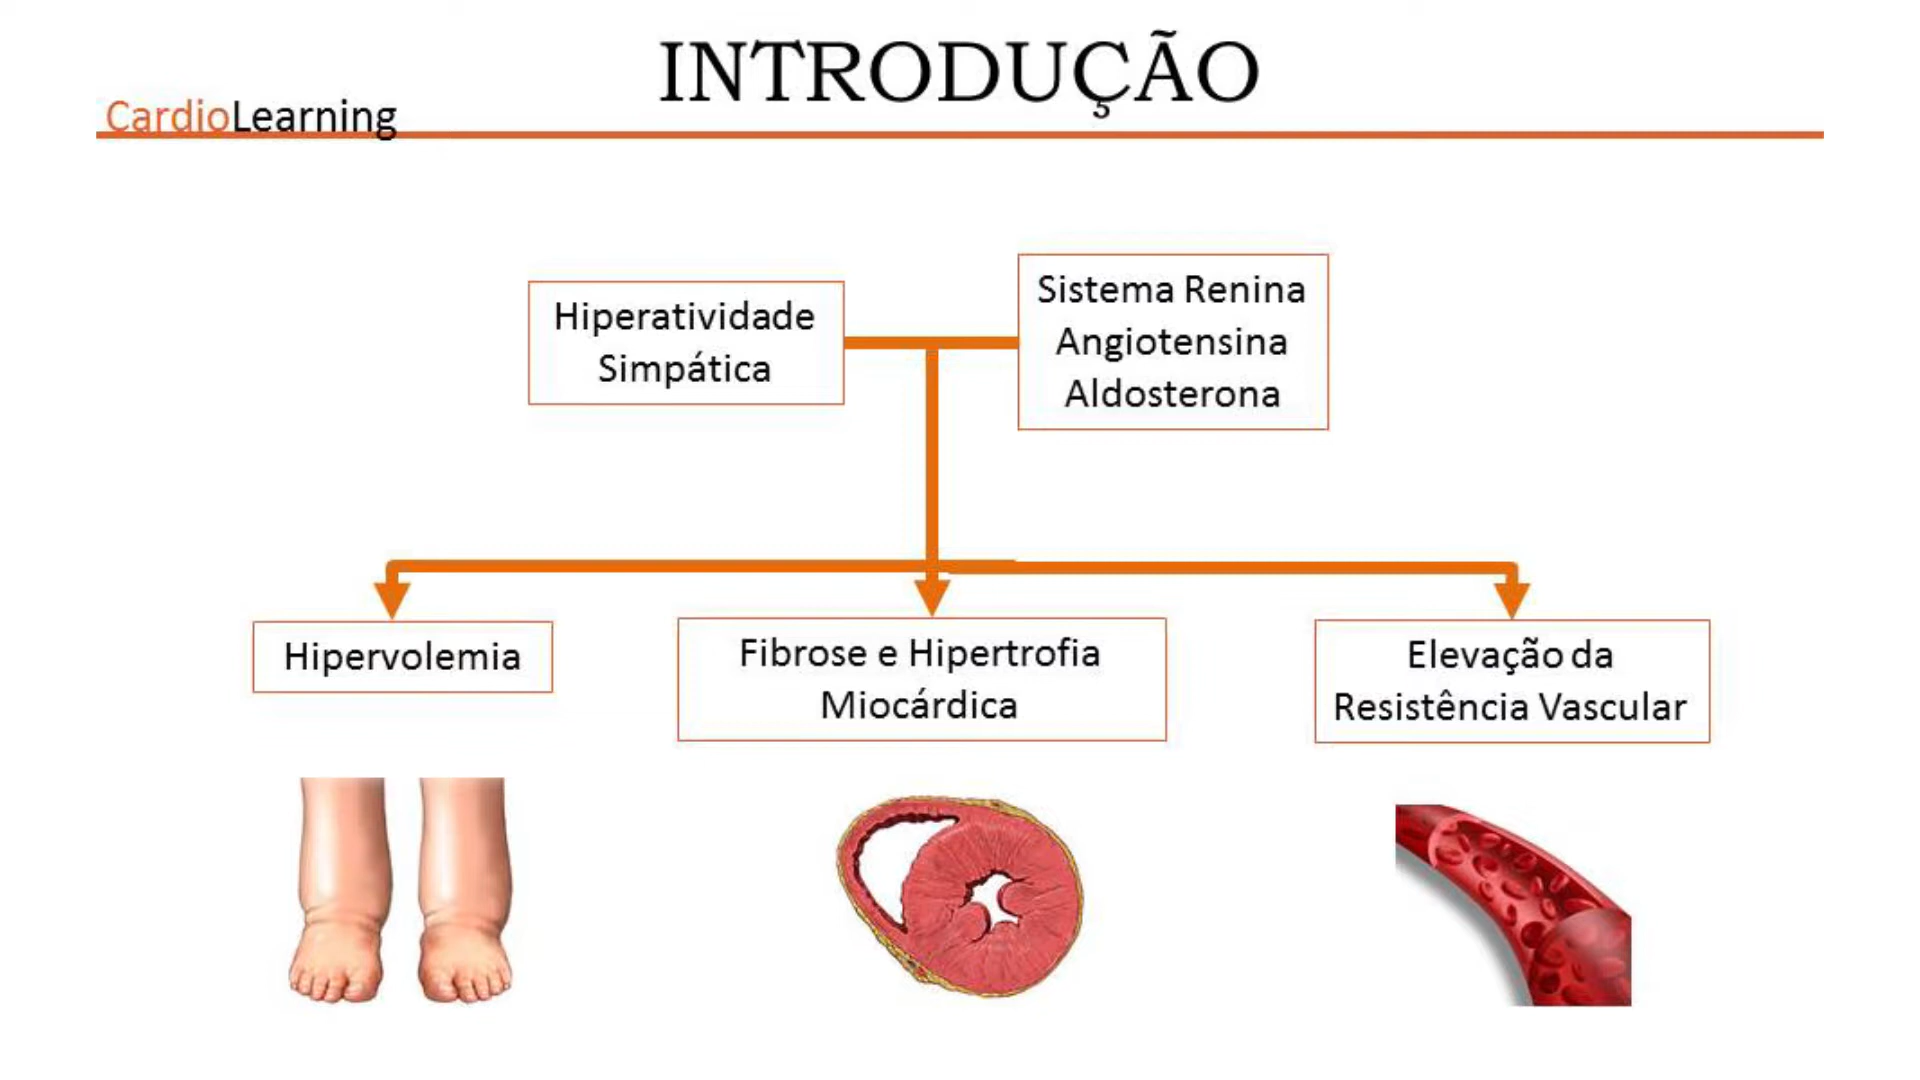 INTRODUÇÃO
CardioLearning
Hiperatividade
Simpática
Sistema Renina
Angiotensina
Aldosterona
Hipervolemia
Fibrose e Hipertrofia
Miocárdica
Elevação da
Resistência Vascular